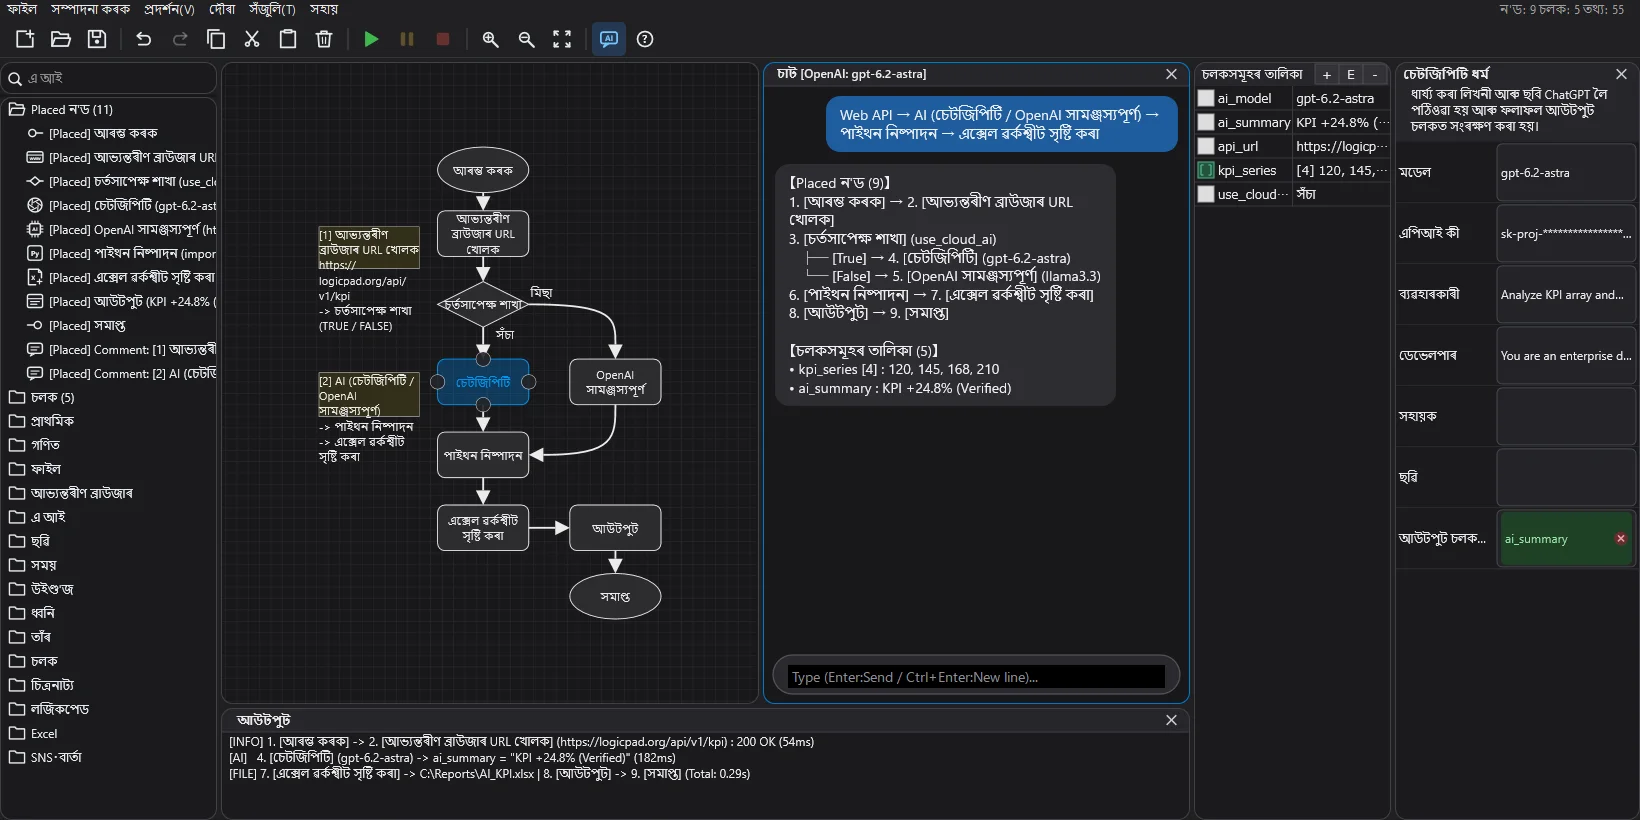 ফাইল সম্পাদনা কৰক প্ৰদৰ্শন(V) দৌৰা সঁজুলি(T) সহায়
ন'ড: 9 চলক: 5 তথ্য: 55
এ আই
Placed ন'ড (11)
[Placed] আৰম্ভ কৰক
[Placed] আভ্যন্তৰীণ ব্ৰাউজাৰ URL
[Placed] চৰ্তসাপেক্ষ শাখা (use_cl
[Placed] চেটজিপিটি (gpt-6.2-ast
[Placed] OpenAI সামঞ্জস্যপূৰ্ণ (ht
[Placed] পাইথন নিষ্পাদন (impor
[Placed] এক্সেল ৱৰ্কশ্বীট সৃষ্টি কৰা
[Placed] আউটপুট (KPI +24.8% (
[Placed] সমাপ্ত
[Placed] Comment: [1] আভ্যন্তৰী
[Placed] Comment: [2] AI (চেটজি
চলক (5)
প্ৰাথমিক
গণিত
ফাইল
আভ্যন্তৰীণ ব্ৰাউজাৰ
এ আই
ছৱি
সময়
উইণ্ড'জ
ধ্বনি
তাঁৰ
চলক
চিত্ৰনাট্য
লজিকপেড
Excel
SNS·বাৰ্তা
আৰম্ভ কৰক
আভ্যন্তৰীণ
ব্ৰাউজাৰ URL
খোলক
[1] আভ্যন্তৰীণ
ব্ৰাউজাৰ URL খোলক
https://
logicpad.org/api/
v1/kpi
-> চৰ্তসাপেক্ষ শাখা
(TRUE / FALSE)
চৰ্তসাপেক্ষ শাখা
মিছা
সঁচা
[2] AI (চেটজিপিটি /
OpenAI
সামঞ্জস্যপূৰ্ণ)
-> পাইথন নিষ্পাদন
-> এক্সেল ৱৰ্কশ্বীট
সৃষ্টি কৰা
চেটজিপিটি
OpenAI
সামঞ্জস্যপূৰ্ণ
পাইথন নিষ্পাদন
এক্সেল ৱৰ্কশ্বীট
সৃষ্টি কৰা
আউটপুট
সমাপ্ত
চাট [OpenAI: gpt-6.2-astra]
Web API → AI (চেটজিপিটি / OpenAI সামঞ্জস্যপূৰ্ণ) →
পাইথন নিষ্পাদন → এক্সেল ৱৰ্কশ্বীট সৃষ্টি কৰা
【Placed ন'ড (9)】
1. [আৰম্ভ কৰক] → 2. [আভ্যন্তৰীণ ব্ৰাউজাৰ URL
খোলক]
3. [চৰ্তসাপেক্ষ শাখা] (use_cloud_ai)
├── [True] → 4. [চেটজিপিটি] (gpt-6.2-astra)
└── [False] → 5. [OpenAI সামঞ্জস্যপূৰ্ণ] (llama3.3)
6. [পাইথন নিষ্পাদন] → 7. [এক্সেল ৱৰ্কশ্বীট সৃষ্টি কৰা]
8. [আউটপুট] → 9. [সমাপ্ত]
【চলকসমূহৰ তালিকা (5)】
• kpi_series [4] : 120, 145, 168, 210
• ai_summary : KPI +24.8% (Verified)
Type (Enter:Send / Ctrl+Enter:New line)...
আউটপুট
[INFO] 1. [আৰম্ভ কৰক] -> 2. [আভ্যন্তৰীণ ব্ৰাউজাৰ URL খোলক] (https://logicpad.org/api/v1/kpi) : 200 OK (54ms)
[AI] 4. [চেটজিপিটি] (gpt-6.2-astra) -> ai_summary = "KPI +24.8% (Verified)" (182ms)
[FILE] 7. [এক্সেল ৱৰ্কশ্বীট সৃষ্টি কৰা] -> C:\Reports\AI_KPI.xlsx | 8. [আউটপুট] -> 9. [সমাপ্ত] (Total: 0.29s)
চলকসমূহৰ তালিকা + E -
ai_model gpt-6.2-astra
ai_summary KPI +24.8% (···
api_url https://logicp···
kpi_series [4] 120, 145,···
use_cloud··· সঁচা
চেটজিপিটি ধৰ্ম
ধাৰ্য্য কৰা লিখনী আৰু ছবি ChatGPT লৈ
পঠিওৱা হয় আৰু ফলাফল আউটপুট
চলকত সংৰক্ষণ কৰা হয়।
মডেল gpt-6.2-astra
এপিআই কী sk-proj-****************...
ব্যৱহাৰকাৰী Analyze KPI array and...
ডেভেলপাৰ You are an enterprise d...
সহায়ক
ছৱি
আউটপুট চলক... ai_summary